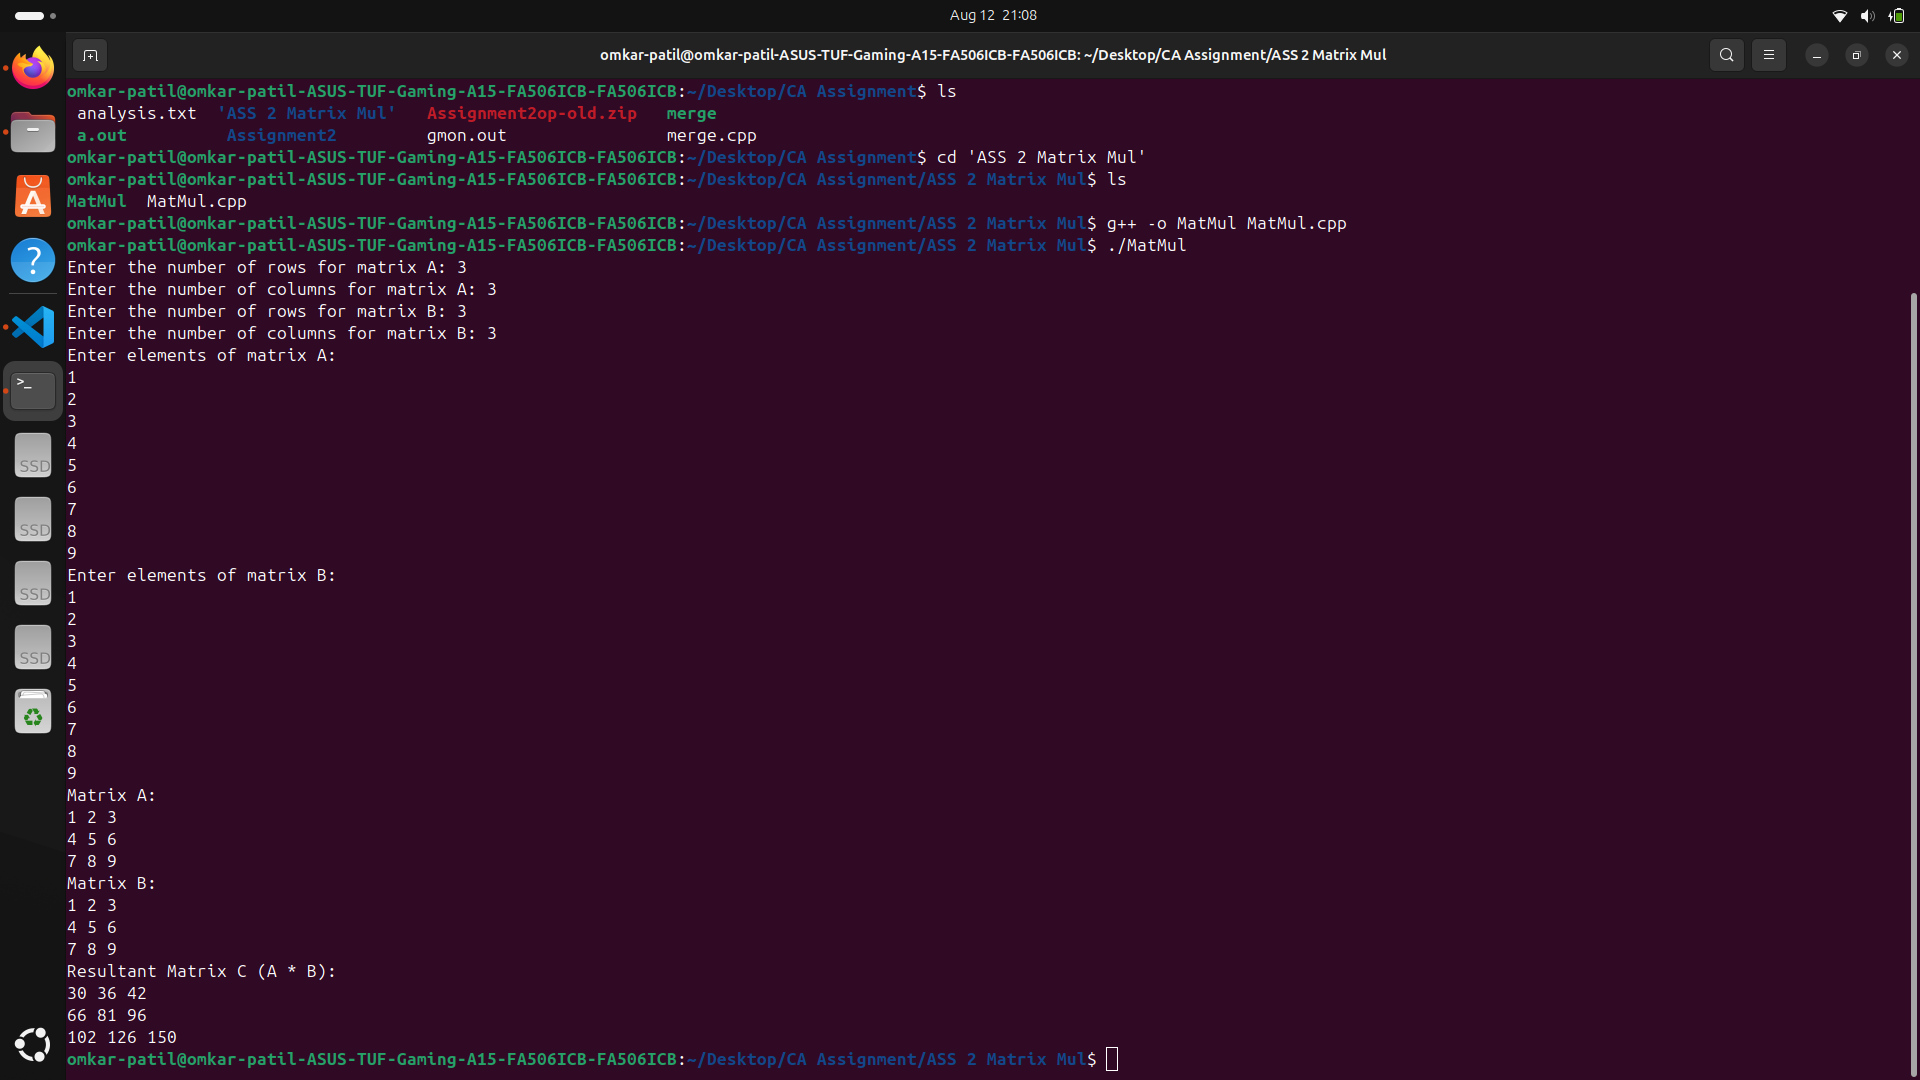 Aug 12 21:08
omkar-patil@omkar-patil-ASUS-TUF-Gaming-A15-FA506ICB-FA506ICB: ~/Desktop/CA Assignment/ASS 2 Matrix Mul
omkar-patil@omkar-patil-ASUS-TUF-Gaming-A15-FA506ICB-FA506ICB:~/Desktop/CA Assignment$ ls
analysis.txt 'ASS 2 Matrix Mul' Assignment2op-old.zip merge
a.out Assignment2 gmon.out merge.cpp
omkar-patil@omkar-patil-ASUS-TUF-Gaming-A15-FA506ICB-FA506ICB:~/Desktop/CA Assignment$ cd 'ASS 2 Matrix Mul'
omkar-patil@omkar-patil-ASUS-TUF-Gaming-A15-FA506ICB-FA506ICB:~/Desktop/CA Assignment/ASS 2 Matrix Mul$ ls
MatMul MatMul.cpp
omkar-patil@omkar-patil-ASUS-TUF-Gaming-A15-FA506ICB-FA506ICB:~/Desktop/CA Assignment/ASS 2 Matrix Mul$ g++ -o MatMul MatMul.cpp
omkar-patil@omkar-patil-ASUS-TUF-Gaming-A15-FA506ICB-FA506ICB:~/Desktop/CA Assignment/ASS 2 Matrix Mul$ ./MatMul
Enter the number of rows for matrix A: 3
Enter the number of columns for matrix A: 3
Enter the number of rows for matrix B: 3
Enter the number of columns for matrix B: 3
Enter elements of matrix A:
1
2
3
4
5
6
7
8
9
Enter elements of matrix B:
1
2
3
4
5
6
7
8
9
Matrix A:
1 2 3
4 5 6
7 8 9
Matrix B:
1 2 3
4 5 6
7 8 9
Resultant Matrix C (A * B):
30 36 42
66 81 96
102 126 150
omkar-patil@omkar-patil-ASUS-TUF-Gaming-A15-FA506ICB-FA506ICB:~/Desktop/CA Assignment/ASS 2 Matrix Mul$
SSD
SSD
SSD
SSD